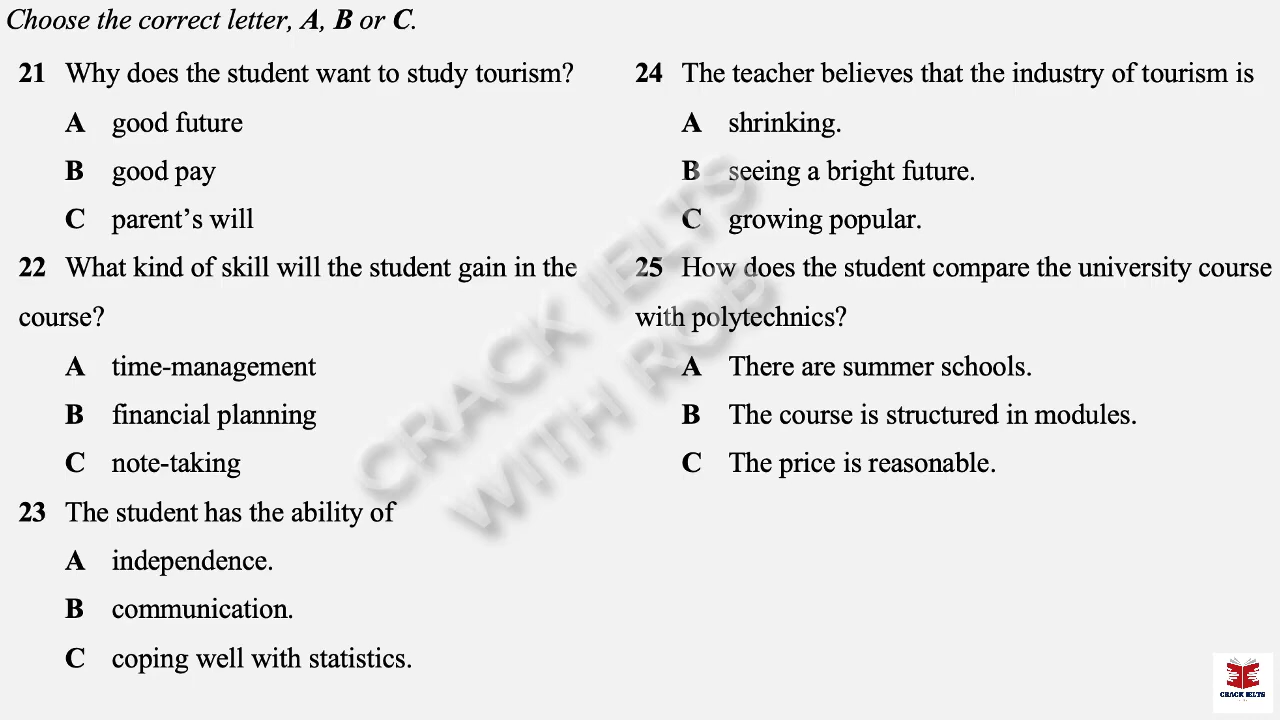 Choose the correct letter, A, B or C.
21 Why does the student want to study tourism?
A good future
B good pay
C parent’s will
22 What kind of skill will the student gain in the
course?
A time-management
B financial planning
C note-taking
23 The student has the ability of
A independence.
B communication.
C coping well with statistics.
24 The teacher believes that the industry of tourism is
A shrinking.
B seeing a bright future.
C growing popular.
25 How does the student compare the university course
with polytechnics?
A There are summer schools.
B The course is structured in modules.
C The price is reasonable.
CRACK IELTS
WITH ROB
CRACK IELTS